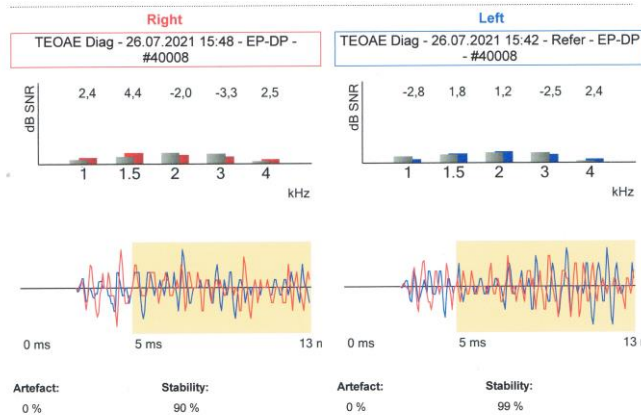 Right
TEOAE Diag - 26.07.2021 15:48 - EP-DP -
#40008
dB SNR
2,4 4,4 -2,0 -3,3 2,5
1 1.5 2 3 4
kHz
0 ms 5 ms 13
Artefact: Stability:
0 % 90 %
Left
TEOAE Diag - 26.07.2021 15:42 - Refer - EP-DP
- #40008
dB SNR
-2,8 1,8 1,2 -2,5 2,4
1 1.5 2 3 4
kHz
0 ms 5 ms 13
Artefact: Stability:
0 % 99 %